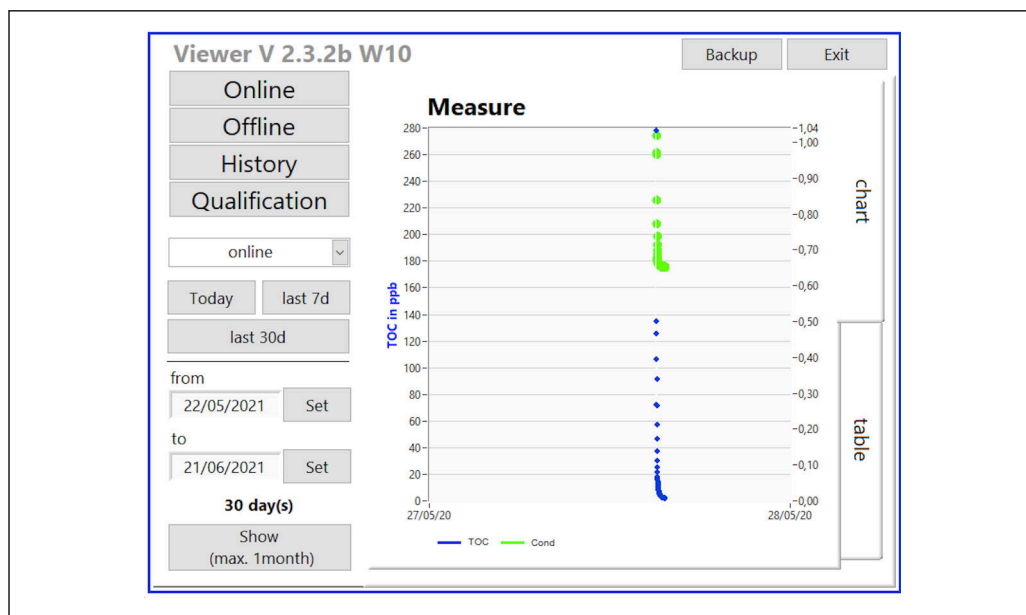 Viewer V 2.3.2b W10
Backup
Exit
Online
Offline
History
Qualification
online
Today
last 7d
last 30d
from
22/05/2021
Set
to
21/06/2021
Set
30 day(s)
Show
(max. 1month)
Measure
TOC in ppb
280
260
240
220
200
180
160
140
120
100
80
60
40
20
0
1,04
1,00
0,90
0,80
0,70
0,60
0,50
0,40
0,30
0,20
0,10
0,00
27/05/20
28/05/20
TOC
Cond
chart
table